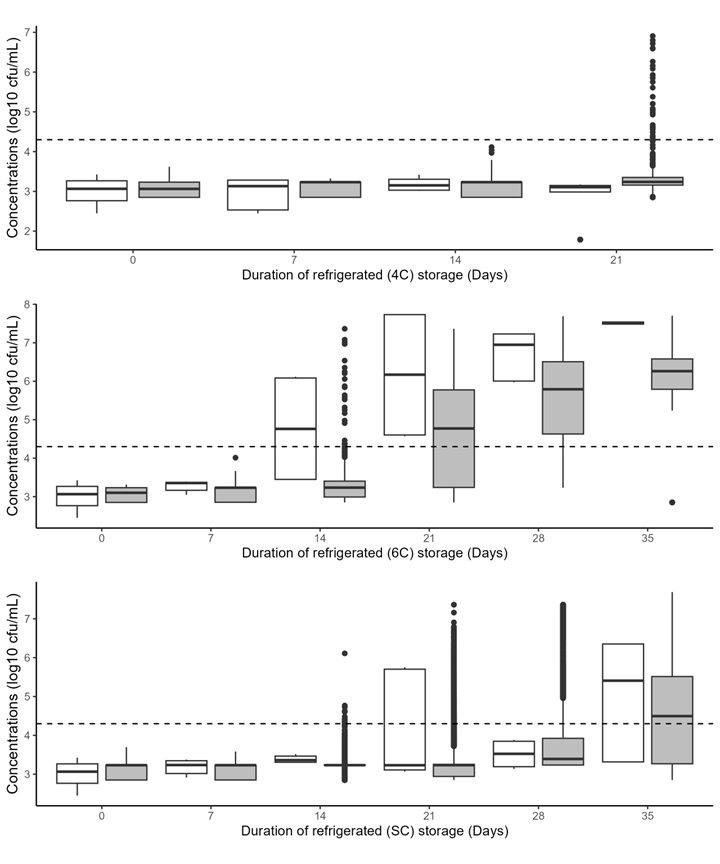 Concentrations (log10 cfu/mL)
7
6
5
4
3
2
0 7 14 21
Duration of refrigerated (4C) storage (Days)
Concentrations (log10 cfu/mL)
8
7
6
5
4
3
0 7 14 21 28 35
Duration of refrigerated (6C) storage (Days)
Concentrations (log10 cfu/mL)
7
6
5
4
3
0 7 14 21 28 35
Duration of refrigerated (SC) storage (Days)